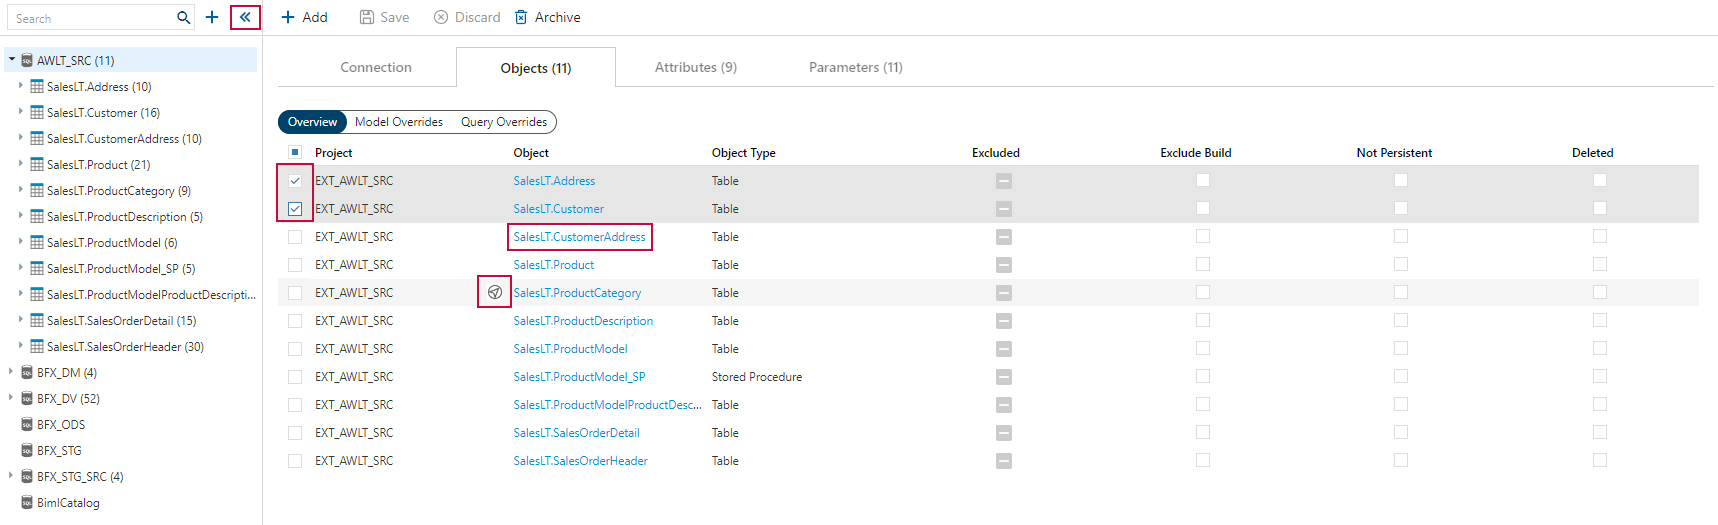 Search
Add Save Discard Archive
AWLT_SRC (11)
SalesLT.Address (10)
SalesLT.Customer (16)
SalesLT.CustomerAddress (10)
SalesLT.Product (21)
SalesLT.ProductCategory (9)
SalesLT.ProductDescription (5)
SalesLT.ProductModel (6)
SalesLT.ProductModel_SP (5)
SalesLT.ProductModelProductDescripti...
SalesLT.SalesOrderDetail (15)
SalesLT.SalesOrderHeader (30)
BFX_DM (4)
BFX_DV (52)
BFX_ODS
BFX_STG
BFX_STG_SRC (4)
BimlCatalog
Connection Objects (11) Attributes (9) Parameters (11)
Overview Model Overrides Query Overrides
Project Object Object Type Excluded Exclude Build Not Persistent Deleted
EXT_AWLT_SRC SalesLT.Address Table
EXT_AWLT_SRC SalesLT.Customer Table
EXT_AWLT_SRC SalesLT.CustomerAddress Table
EXT_AWLT_SRC SalesLT.Product Table
EXT_AWLT_SRC SalesLT.ProductCategory Table
EXT_AWLT_SRC SalesLT.ProductDescription Table
EXT_AWLT_SRC SalesLT.ProductModel Table
EXT_AWLT_SRC SalesLT.ProductModel_SP Stored Procedure
EXT_AWLT_SRC SalesLT.ProductModelProductDesc... Table
EXT_AWLT_SRC SalesLT.SalesOrderDetail Table
EXT_AWLT_SRC SalesLT.SalesOrderHeader Table